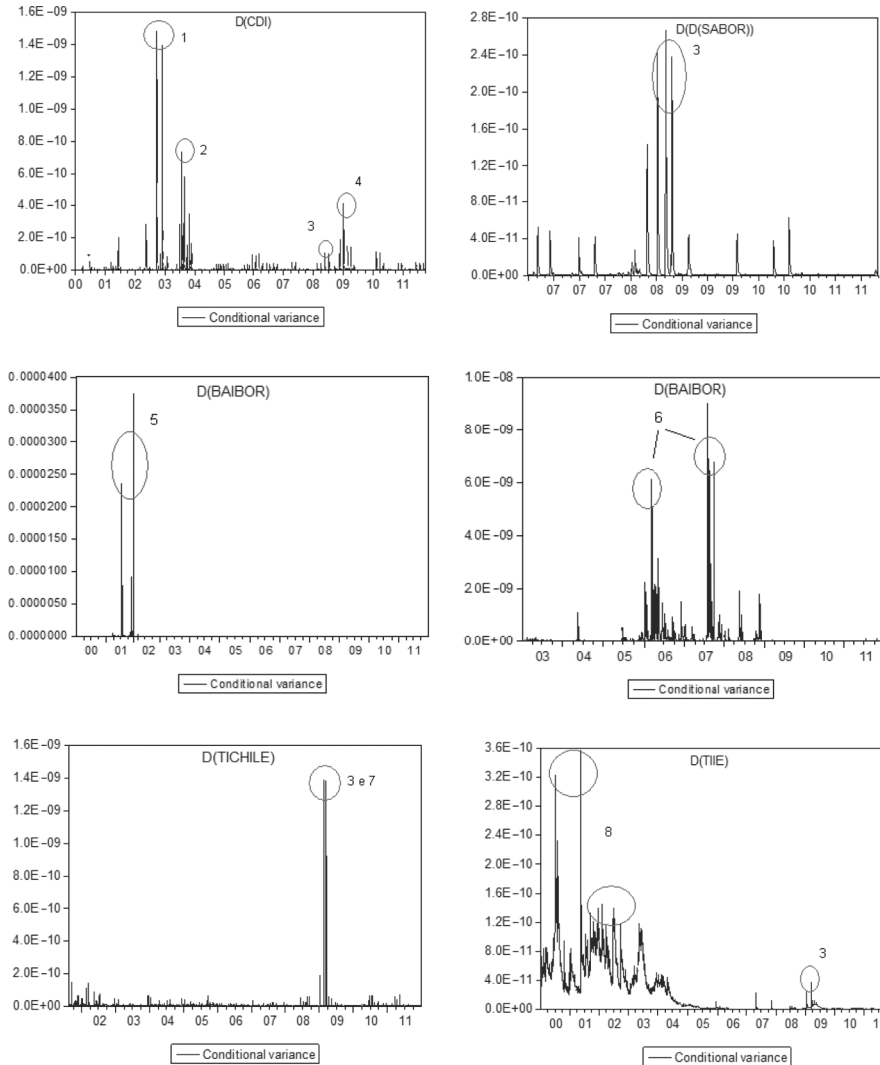 D(CDI)
1.6E−09
1.4E−09
1.2E−09
1.0E−09
8.0E−10
6.0E−10
4.0E−10
2.0E−10
0.0E+00
1
2
3
4
00 01 02 03 04 05 06 07 08 09 10 11
Conditional variance
D(D(SABOR))
2.8E−10
2.4E−10
2.0E−10
1.6E−10
1.2E−10
8.0E−11
4.0E−11
0.0E+00
3
07 07 07 08 08 09 09 10 10 11 11
Conditional variance
D(BAIBOR)
0.0000400
0.0000350
0.0000300
0.0000250
0.0000200
0.0000150
0.0000100
0.0000050
0.0000000
5
00 01 02 03 04 05 06 07 08 09 10 11
Conditional variance
D(BAIBOR)
1.0E−08
8.0E−09
6.0E−09
4.0E−09
2.0E−09
0.0E+00
6
03 04 05 06 07 08 09 10 11
Conditional variance
D(TICHILE)
1.6E−09
1.4E−09
1.2E−09
1.0E−09
8.0E−10
6.0E−10
4.0E−10
2.0E−10
0.0E+00
3 e 7
02 03 04 05 06 07 08 09 10 11
Conditional variance
D(TIIE)
3.6E−10
3.2E−10
2.8E−10
2.4E−10
2.0E−10
1.6E−10
1.2E−10
8.0E−11
4.0E−11
0.0E+00
8
3
00 01 02 03 04 05 06 07 08 09 10 1
Conditional variance